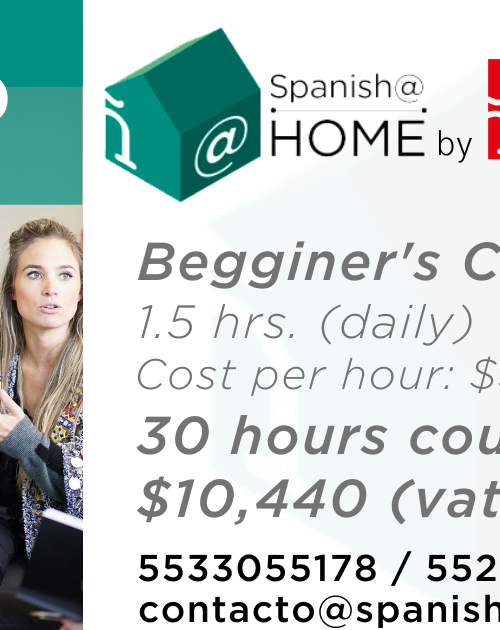 Spanish@
HOME by
Begginer's C
1.5 hrs. (daily)
Cost per hour: $
30 hours cou
$10,440 (vat
5533055178 / 552
contacto@spanish